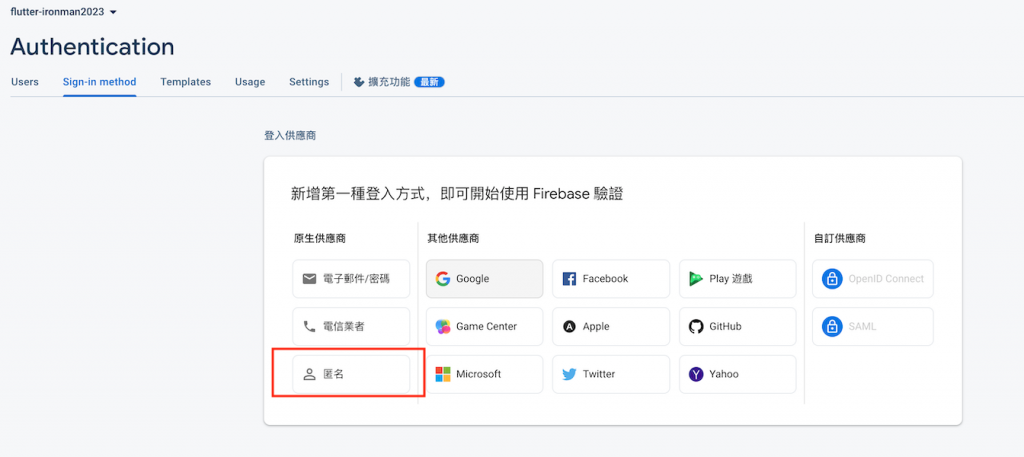 flutter-ironman2023
Authentication
Users Sign-in method Templates Usage Settings 擴充功能 最新
登入供應商
新增第一種登入方式，即可開始使用 Firebase 驗證
原生供應商
電子郵件/密碼
電信業者
匿名
其他供應商
Google Facebook Play 遊戲
Game Center Apple GitHub
Microsoft Twitter Yahoo
自訂供應商
OpenID Connect
SAML